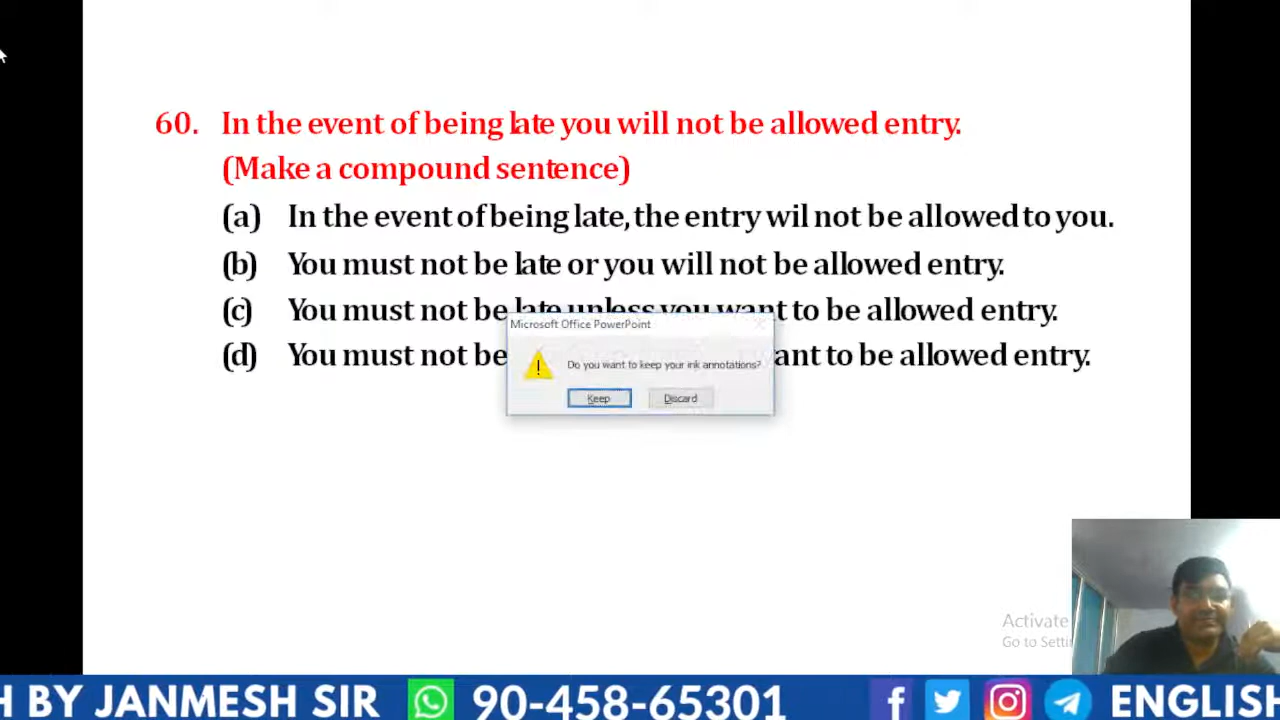 60. In the event of being late you will not be allowed entry.
(Make a compound sentence)
(a) In the event of being late, the entry wil not be allowed to you.
(b) You must not be late or you will not be allowed entry.
(c) You must not be late unless you want to be allowed entry.
Microsoft Office PowerPoint
(d) You must not be ant to be allowed entry.
Do you want to keep your ink annotations?
Keep Discard
Activate
Go to Setti
H BY JANMESH SIR 90-458-65301 ENGLISH